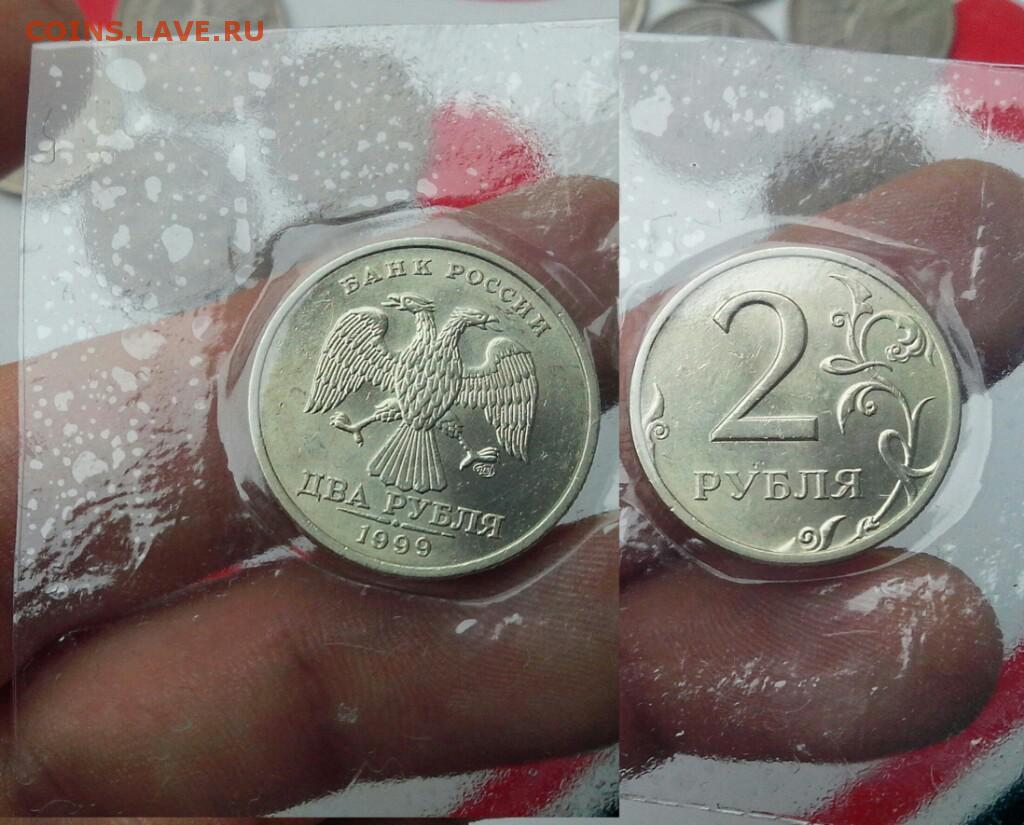 COINS.LAVE.RU
БАНК РОССИИ
ДВА РУБЛЯ
1999
2
РУБЛЯ